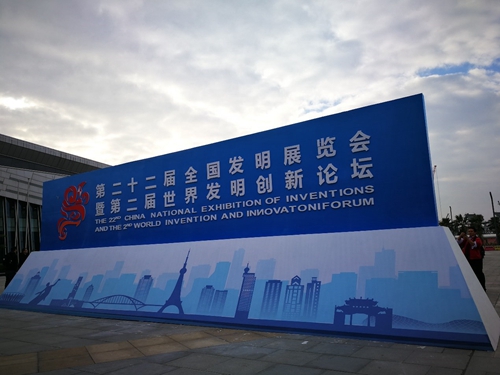 第二十二届全国发明展览会
暨第二届世界发明创新论坛
THE 22ND CHINA NATIONAL EXHIBITION OF INVENTIONS
AND THE 2ND WORLD INVENTION AND INNOVATONIFORUM